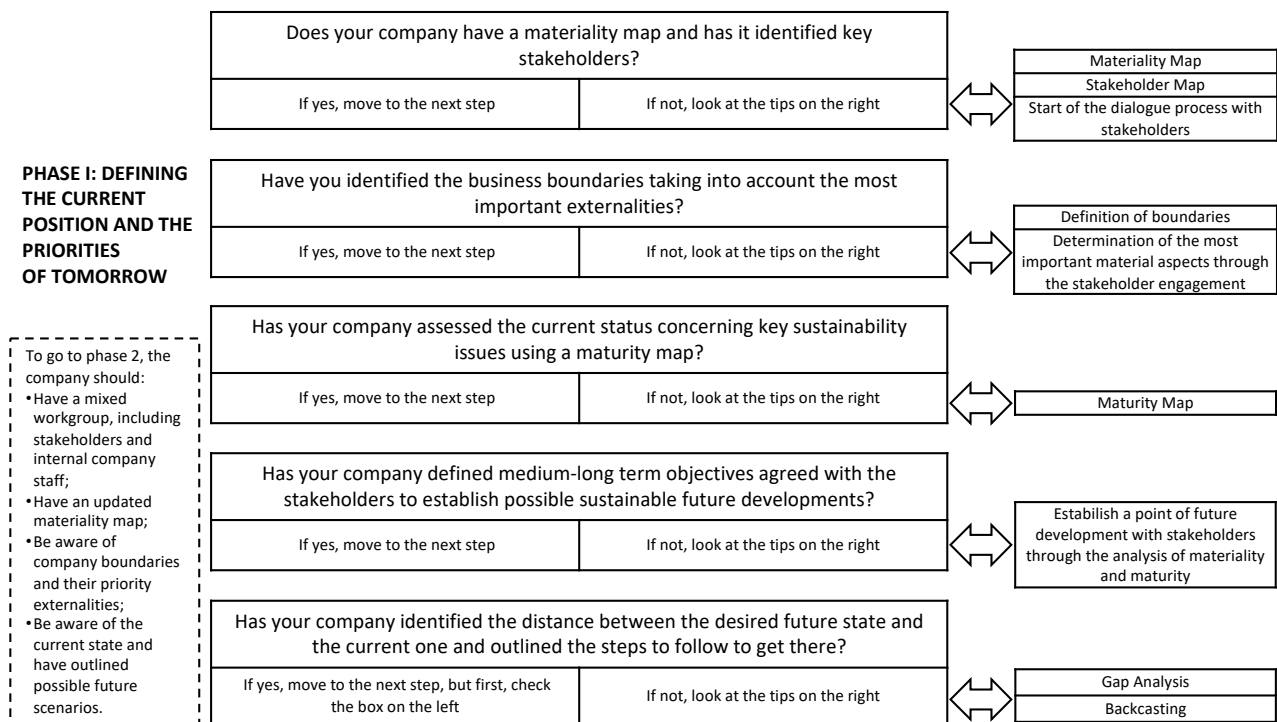 Does your company have a materiality map and has it identified key
stakeholders?
If yes, move to the next step
If not, look at the tips on the right
Materiality Map
Stakeholder Map
Start of the dialogue process with
stakeholders
PHASE I: DEFINING
THE CURRENT
POSITION AND THE
PRIORITIES
OF TOMORROW
Have you identified the business boundaries taking into account the most
important externalities?
If yes, move to the next step
If not, look at the tips on the right
Definition of boundaries
Determination of the most
important material aspects through
the stakeholder engagement
Has your company assessed the current status concerning key sustainability
issues using a maturity map?
If yes, move to the next step
If not, look at the tips on the right
Maturity Map
To go to phase 2, the
company should:
•Have a mixed
workgroup, including
stakeholders and
internal company
staff;
•Have an updated
materiality map;
•Be aware of
company boundaries
and their priority
externalities;
•Be aware of the
current state and
have outlined
possible future
scenarios.
Has your company defined medium-long term objectives agreed with the
stakeholders to establish possible sustainable future developments?
If yes, move to the next step
If not, look at the tips on the right
Estabilish a point of future
development with stakeholders
through the analysis of materiality
and maturity
Has your company identified the distance between the desired future state and
the current one and outlined the steps to follow to get there?
If yes, move to the next step, but first, check
the box on the left
If not, look at the tips on the right
Gap Analysis
Backcasting